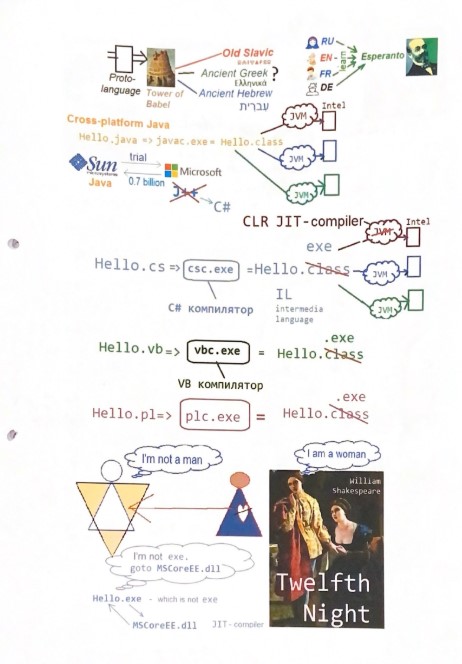 Proto-
language
Tower of
Babel
Old Slavic
Ancient Greek ?
Ελληνικά
Ancient Hebrew
עברית
RU
EN
FR
DE
learn
Esperanto
Cross-platform Java
Hello.java => javac.exe = Hello.class
JVM
Intel
JVM
JVM
Sun
microsystems
Java
trial
0.7 billion
Microsoft
J++
C#
CLR JIT-compiler
exe
Hello.cs => csc.exe =Hello.class
JVM
Intel
JVM
JVM
C# компилятор
IL
intermedia
language
.exe
Hello.vb=> vbc.exe = Hello.class
VB компилятор
.exe
Hello.pl=> plc.exe = Hello.class
I'm not a man
I am a woman
William
Shakespeare
Twelfth
Night
I'm not exe.
goto MSCoreEE.dll
Hello.exe - which is not exe
MSCoreEE.dll JIT-compiler